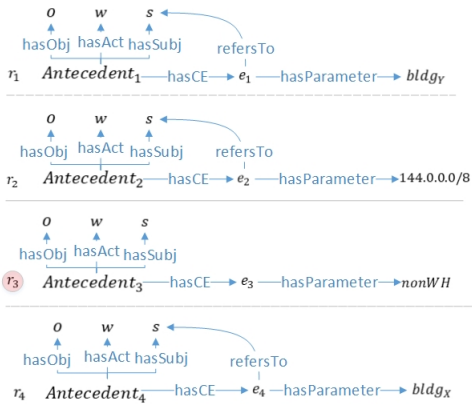 o w s
hasObj hasAct hasSubj refersTo
r1 Antecedent1 hasCE e1 hasParameter bldgY
o w s
hasObj hasAct hasSubj refersTo
r2 Antecedent2 hasCE e2 hasParameter 144.0.0.0/8
o w s
hasObj hasAct hasSubj
r3 Antecedent3 hasCE e3 hasParameter nonWH
o w s
hasObj hasAct hasSubj refersTo
r4 Antecedent4 hasCE e4 hasParameter bldgX